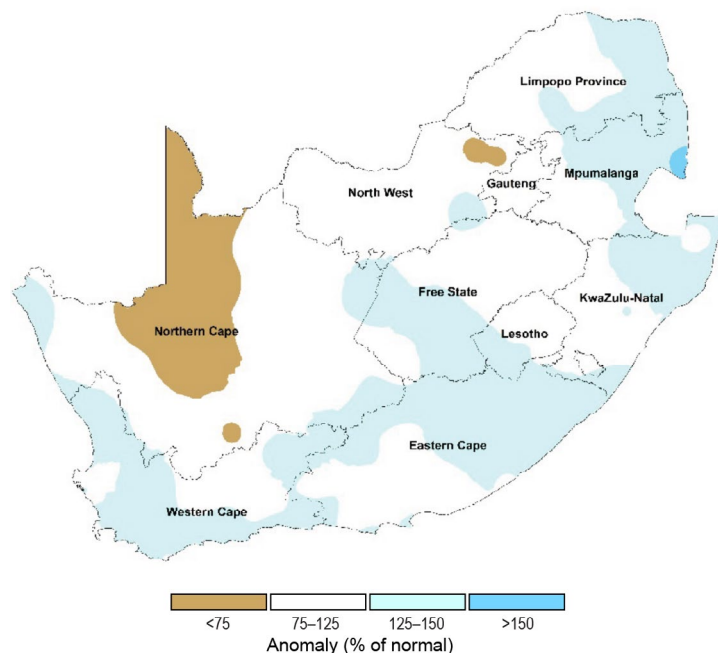 Limpopo Province
North West
Gauteng
Mpumalanga
Free State
KwaZulu-Natal
Northern Cape
Lesotho
Eastern Cape
Western Cape
<75 75–125 125–150 >150
Anomaly (% of normal)